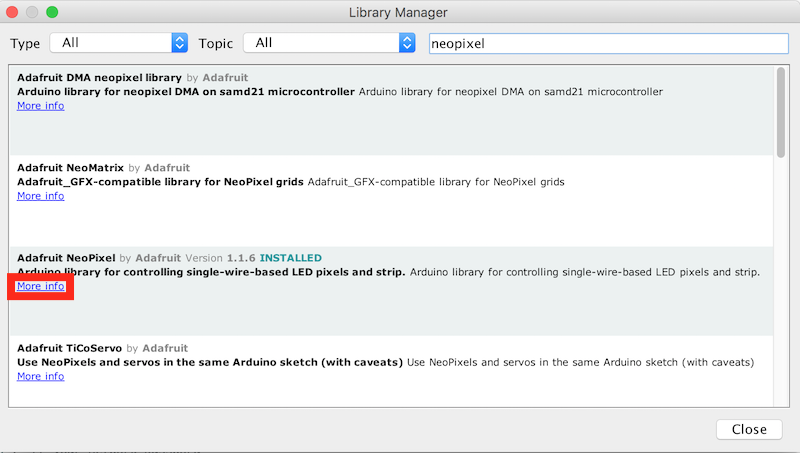 Library Manager
Type All Topic All neopixel
Adafruit DMA neopixel library by Adafruit
Arduino library for neopixel DMA on samd21 microcontroller Arduino library for neopixel DMA on samd21 microcontroller
More info
Adafruit NeoMatrix by Adafruit
Adafruit_GFX-compatible library for NeoPixel grids Adafruit_GFX-compatible library for NeoPixel grids
More info
Adafruit NeoPixel by Adafruit Version 1.1.6 INSTALLED
Arduino library for controlling single-wire-based LED pixels and strip. Arduino library for controlling single-wire-based LED pixels and strip.
More info
Adafruit TiCoServo by Adafruit
Use NeoPixels and servos in the same Arduino sketch (with caveats) Use NeoPixels and servos in the same Arduino sketch (with caveats)
More info
Close